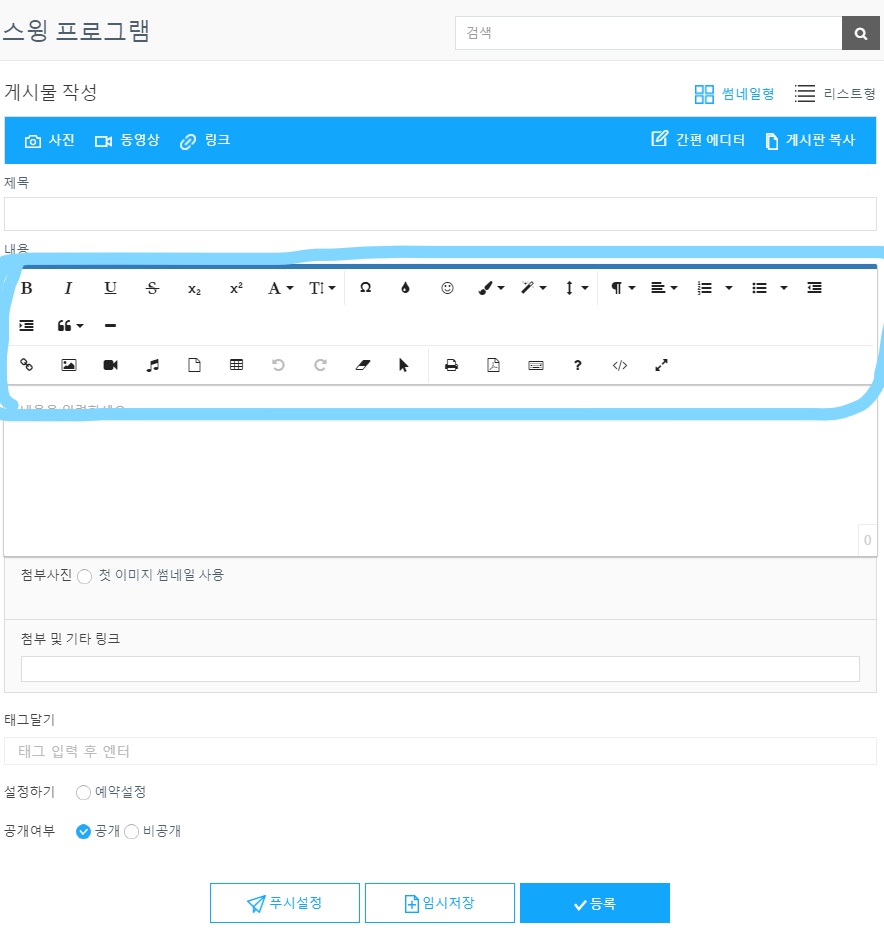 스윙 프로그램
검색
게시물 작성
썸네일형 리스트형
사진 동영상 링크 간편 에디터 게시판 복사
제목
내용
B I U S x₂ x² A TI Ω ¶
? </>
0
첨부사진 첫 이미지 썸네일 사용
첨부 및 기타 링크
태그달기
태그 입력 후 엔터
설정하기 예약설정
공개여부 공개 비공개
푸시설정 임시저장 등록